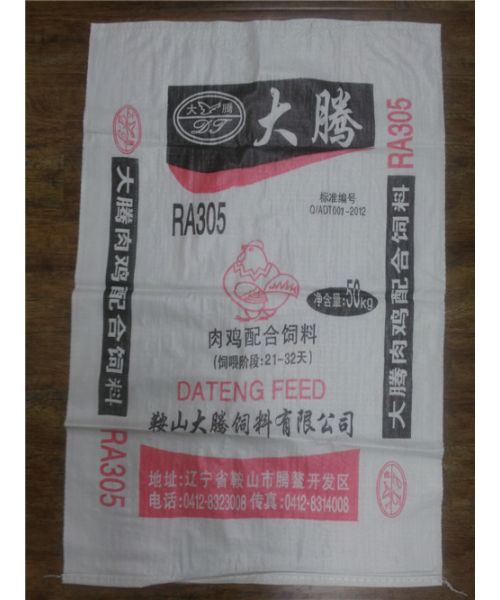 大 腾
DT
大腾
RA305
标准编号
Q/ADT001-2012
净含量:50kg
肉鸡配合饲料
(饲喂阶段:21-32天)
DATENG FEED
鞍山大腾饲料有限公司
地址:辽宁省鞍山市腾鳌开发区
电话:0412-8323008 传真:0412-8314008
大腾肉鸡配合饲料
RA305
RA305
大腾肉鸡配合饲料